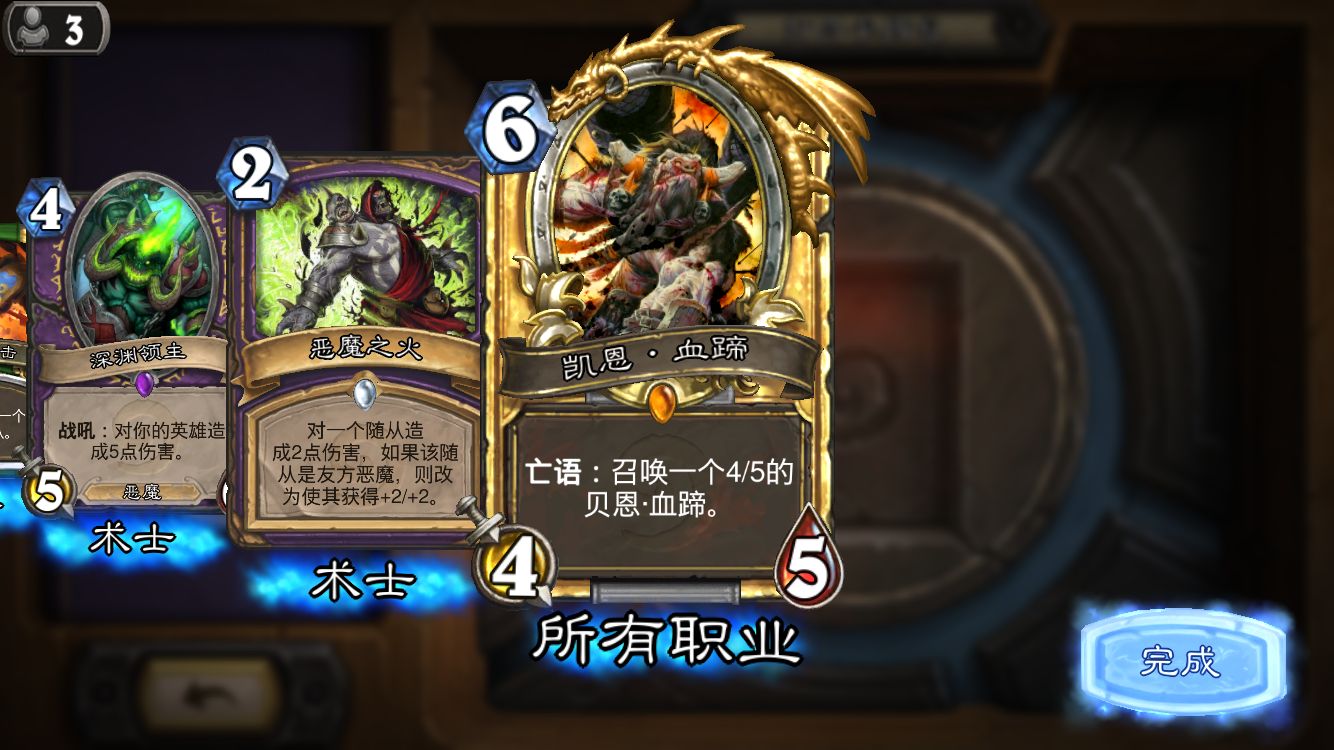 3
4
深渊领主
战吼：对你的英雄造
成5点伤害。
恶魔
5
术士
2
恶魔之火
对一个随从造
成2点伤害，如果该随
从是友方恶魔，则改
为使其获得+2/+2。
术士
6
凯恩·血蹄
亡语：召唤一个4/5的
贝恩·血蹄。
4
5
所有职业
完成
击
一个